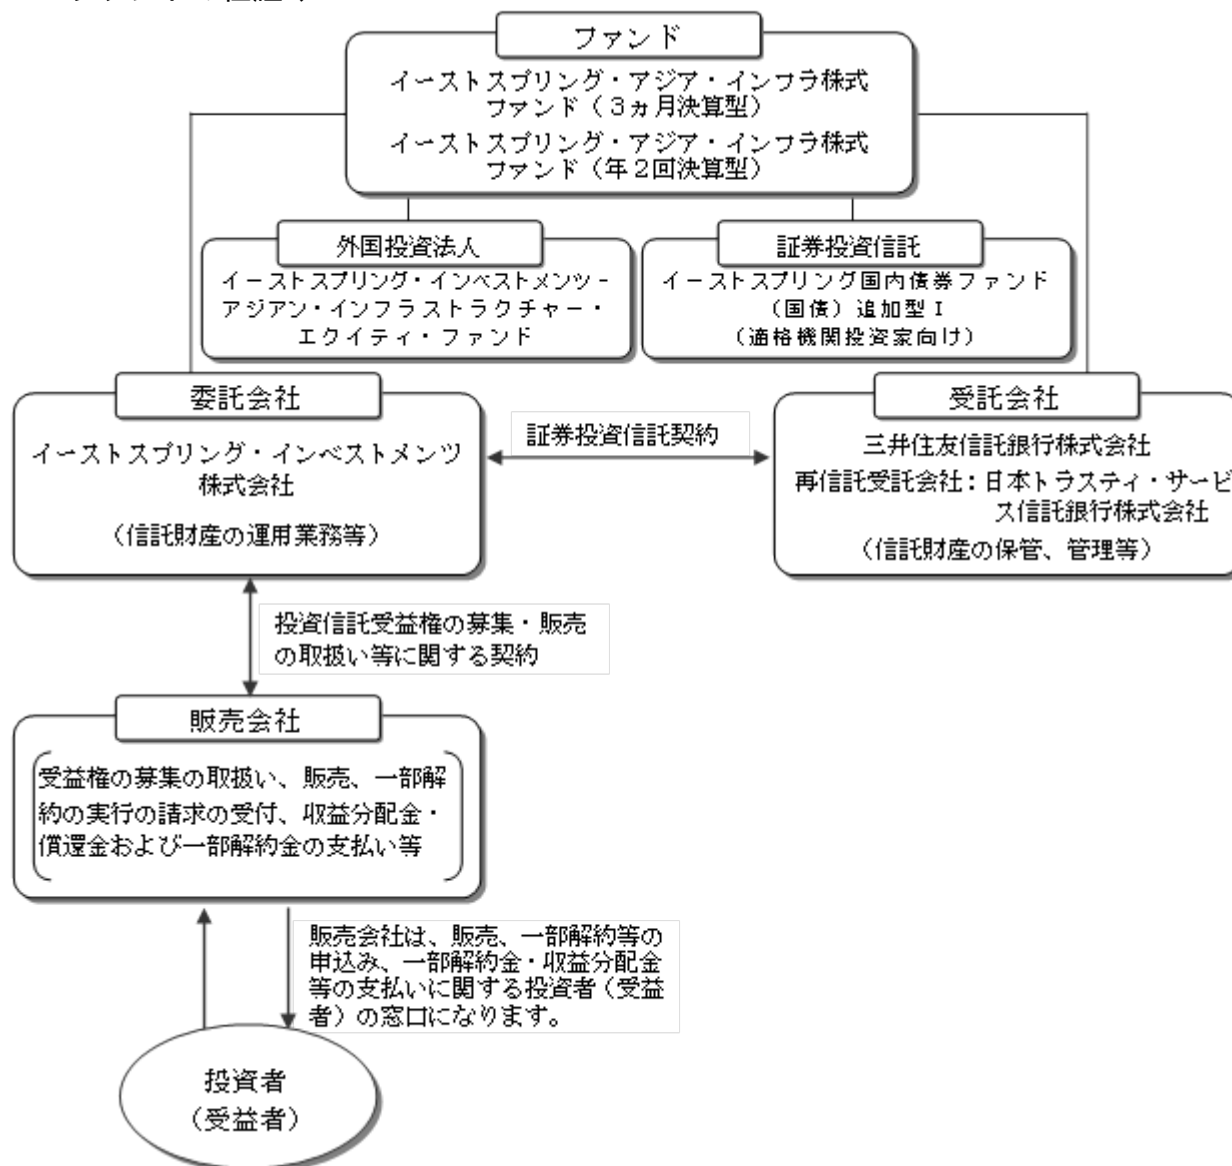 ファンド
イーストスプリング・アジア・インフラ株式
ファンド（３ヵ月決算型）
イーストスプリング・アジア・インフラ株式
ファンド（年２回決算型）
外国投資法人
イーストスプリング・インベストメンツ－
アジアン・インフラストラクチャー・
エクイティ・ファンド
証券投資信託
イーストスプリング国内債券ファンド
（国債）追加型Ｉ
（適格機関投資家向け）
委託会社
イーストスプリング・インベストメンツ
株式会社
（信託財産の運用業務等）
証券投資信託契約
受託会社
三井住友信託銀行株式会社
再信託受託会社：日本トラスティ・サービ
ス信託銀行株式会社
（信託財産の保管、管理等）
投資信託受益権の募集・販売
の取扱い等に関する契約
販売会社
受益権の募集の取扱い、販売、一部解
約の実行の請求の受付、収益分配金・
償還金および一部解約金の支払い等
販売会社は、販売、一部解約等の
申込み、一部解約金・収益分配金
等の支払いに関する投資者（受益
者）の窓口になります。
投資者
（受益者）